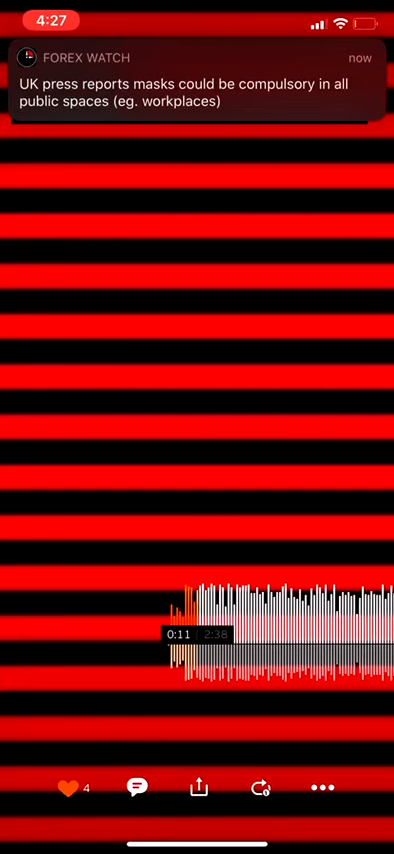 4:27
FOREX WATCH
now
UK press reports masks could be compulsory in all
public spaces (eg. workplaces)
0:11 | 2:38
4